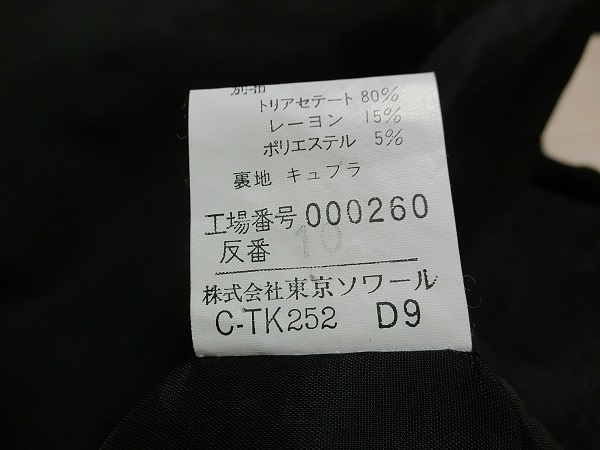 別布
トリアセテート 80%
レーヨン 15%
ポリエステル 5%
裏地 キュプラ
工場番号 000260
反番 10
株式会社東京ソワール
C-TK252 D9